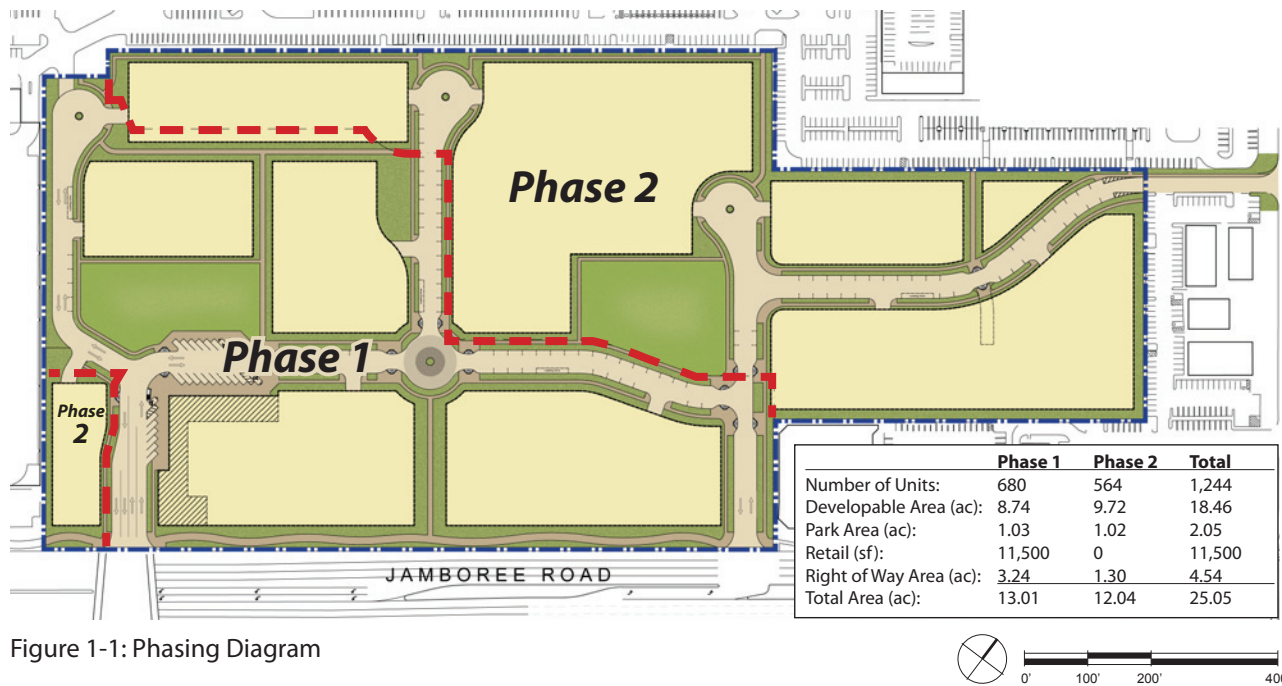 Phase 2
Phase 1
Phase
2
Phase 1 Phase 2 Total
Number of Units: 680 564 1,244
Developable Area (ac): 8.74 9.72 18.46
Park Area (ac): 1.03 1.02 2.05
Retail (sf): 11,500 0 11,500
Right of Way Area (ac): 3.24 1.30 4.54
Total Area (ac): 13.01 12.04 25.05
JAMBOREE ROAD
Figure 1-1: Phasing Diagram
0' 100' 200' 40